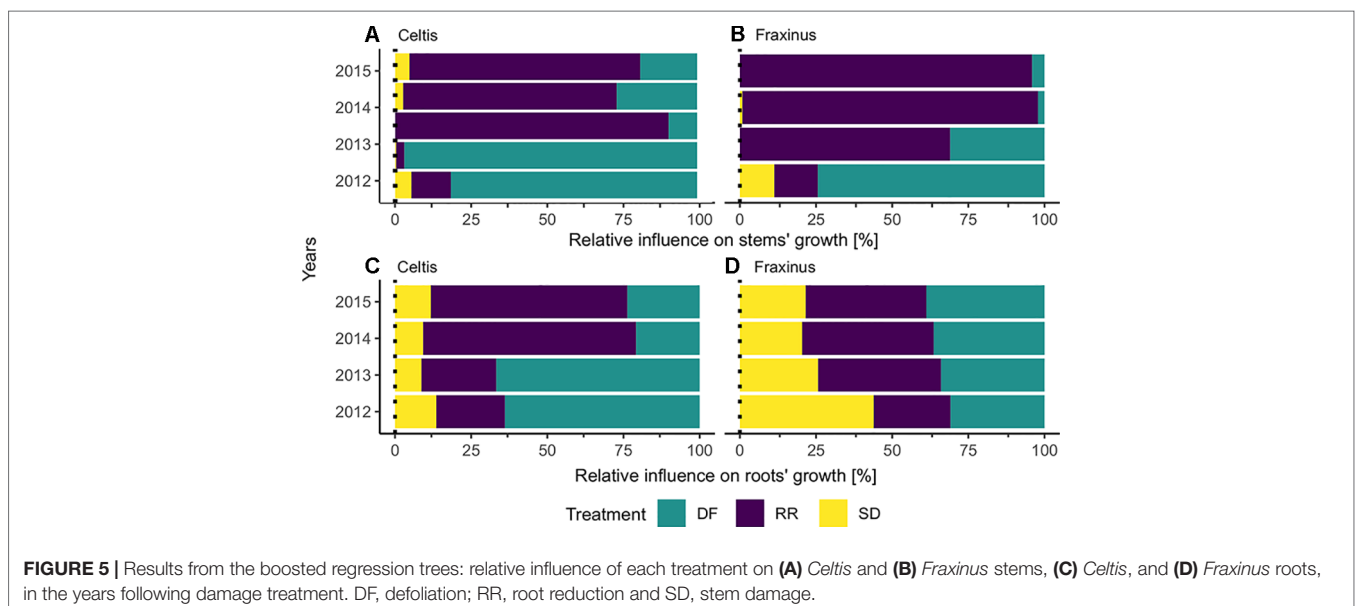 A Celtis
2015
2014
2013
2012
0 25 50 75 100
B Fraxinus
0 25 50 75 100
Relative influence on stems' growth [%]
Years
C Celtis
2015
2014
2013
2012
0 25 50 75 100
D Fraxinus
0 25 50 75 100
Relative influence on roots' growth [%]
Treatment DF RR SD
FIGURE 5 | Results from the boosted regression trees: relative influence of each treatment on (A) Celtis and (B) Fraxinus stems, (C) Celtis, and (D) Fraxinus roots,
in the years following damage treatment. DF, defoliation; RR, root reduction and SD, stem damage.